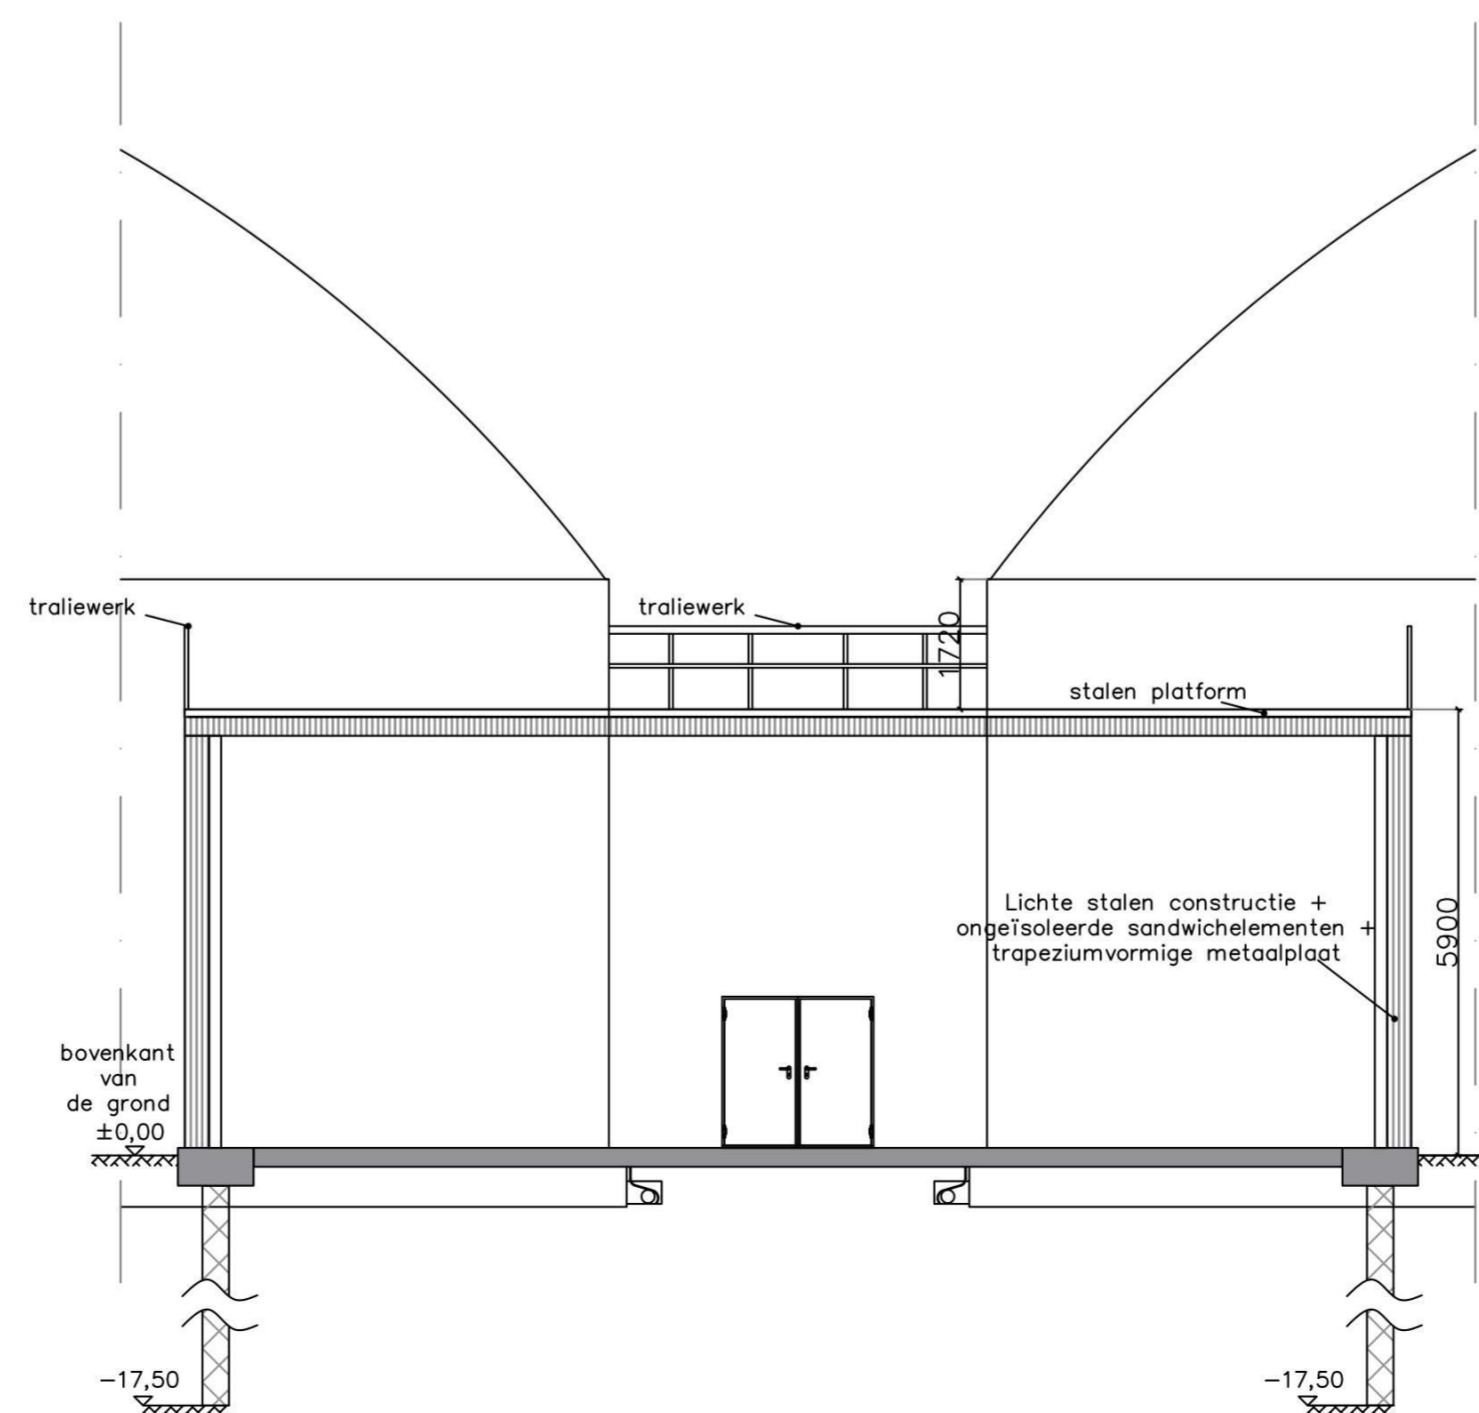 traliewerk
traliewerk
1720
stalen platform
Lichte stalen constructie +
ongeïsoleerde sandwichelementen +
trapeziumvormige metaalplaat
5900
bovenkant
van
de grond
±0,00
−17,50
−17,50